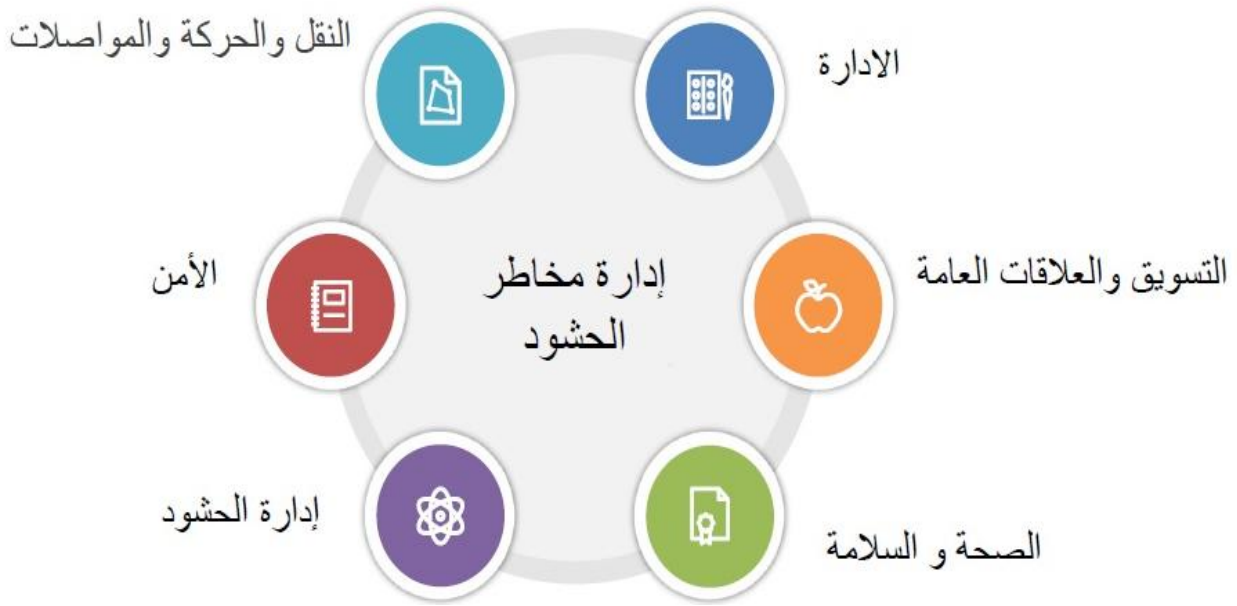 النقل والحركة والمواصلات
الادارة
الأمن
إدارة مخاطر
الحشود
التسويق والعلاقات العامة
إدارة الحشود
الصحة و السلامة